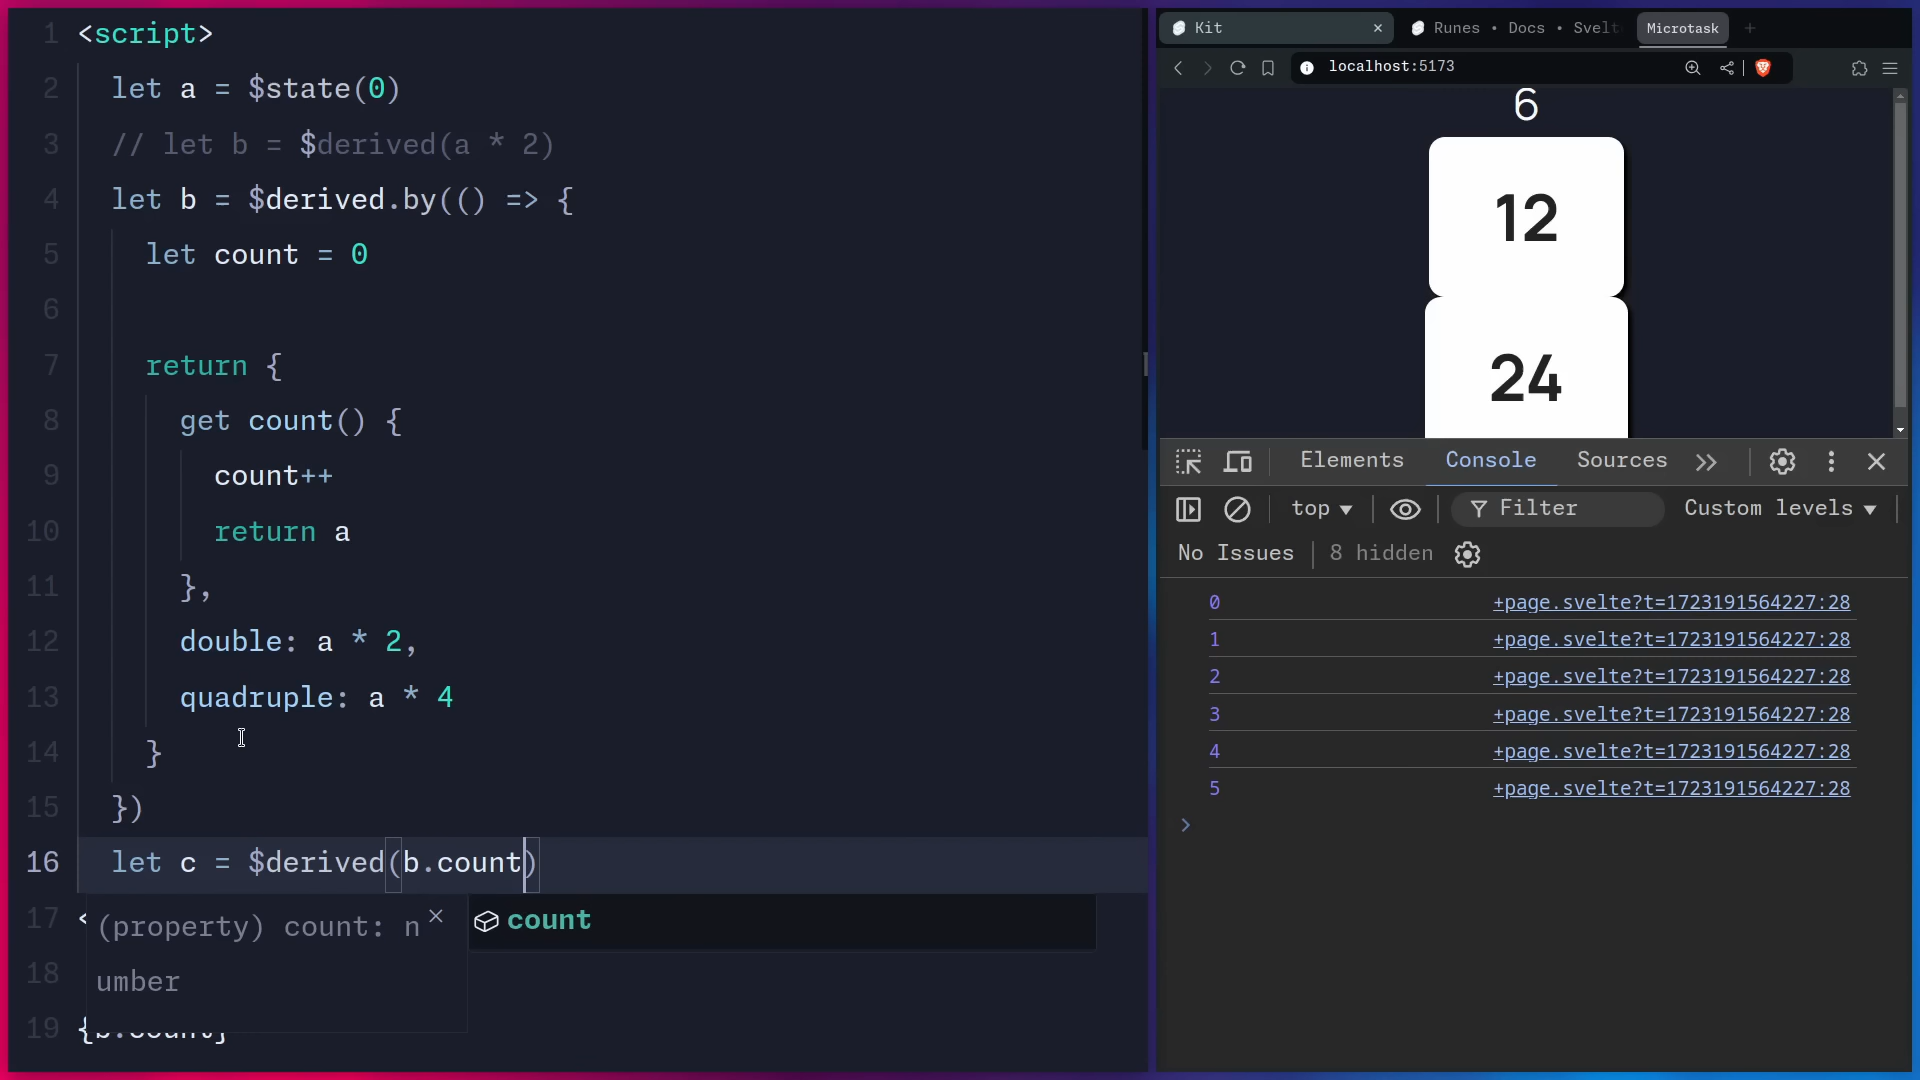 1 <script>
2 let a = $state(0)
3 // let b = $derived(a * 2)
4 let b = $derived.by(() => {
5 let count = 0
6
7 return {
8 get count() {
9 count++
10 return a
11 },
12 double: a * 2,
13 quadruple: a * 4
14 }
15 })
16 let c = $derived(b.count)
17 <
(property) count: n
umber
count
18
19 {b.count}
Kit
Runes • Docs • Svelt
Microtask
localhost:5173
6
12
24
Elements Console Sources
top Filter Custom levels
No Issues 8 hidden
0 +page.svelte?t=1723191564227:28
1 +page.svelte?t=1723191564227:28
2 +page.svelte?t=1723191564227:28
3 +page.svelte?t=1723191564227:28
4 +page.svelte?t=1723191564227:28
5 +page.svelte?t=1723191564227:28